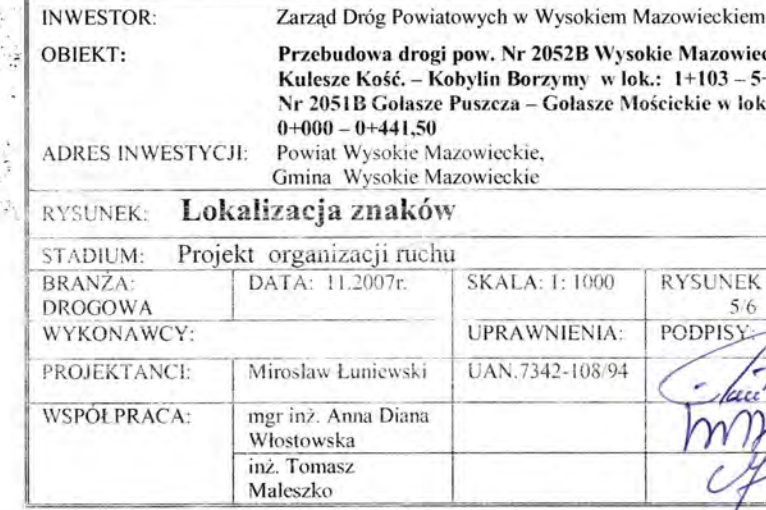 INWESTOR: Zarząd Dróg Powiatowych w Wysokiem Mazowieckiem
OBIEKT: Przebudowa drogi pow. Nr 2052B Wysokie Mazowiec
Kulesze Kość. – Kobylin Borzymy w lok.: 1+103 – 5+
Nr 2051B Gołasze Puszcza – Gołasze Mościckie w lok
0+000 – 0+441,50
ADRES INWESTYCJI: Powiat Wysokie Mazowieckie,
Gmina Wysokie Mazowieckie
RYSUNEK: Lokalizacja znaków
STADIUM: Projekt organizacji ruchu
BRANŻA: DATA: 11.2007r. SKALA: 1: 1000 RYSUNEK
DROGOWA 5/6
WYKONAWCY: UPRAWNIENIA: PODPISY:
PROJEKTANCI: Mirosław Łuniewski UAN.7342-108/94
WSPÓŁPRACA: mgr inż. Anna Diana
Włostowska
inż. Tomasz
Maleszko